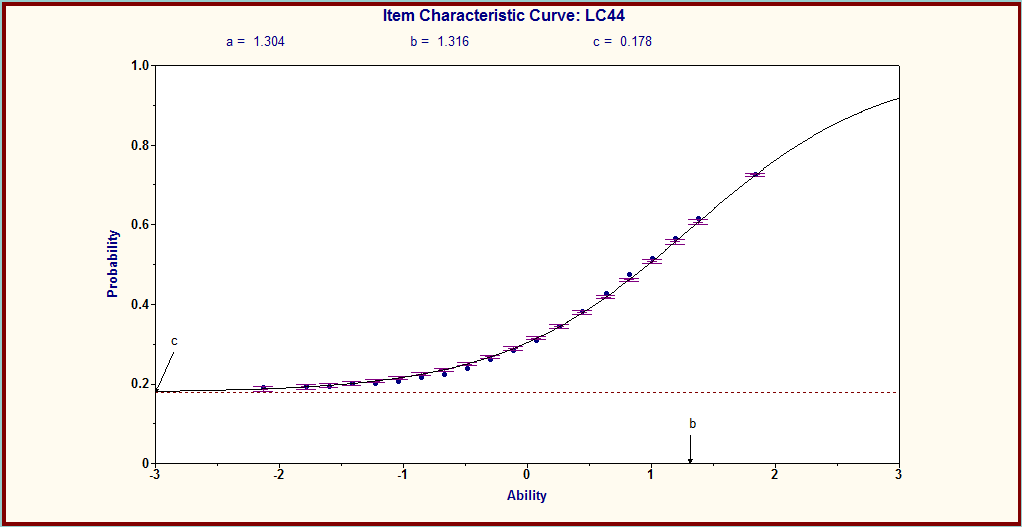 Item Characteristic Curve: LC44
a = 1.304 b = 1.316 c = 0.178
1.0
0.8
0.6
Probability
0.4
c
0.2
b
0
-3 -2 -1 0 1 2 3
Ability